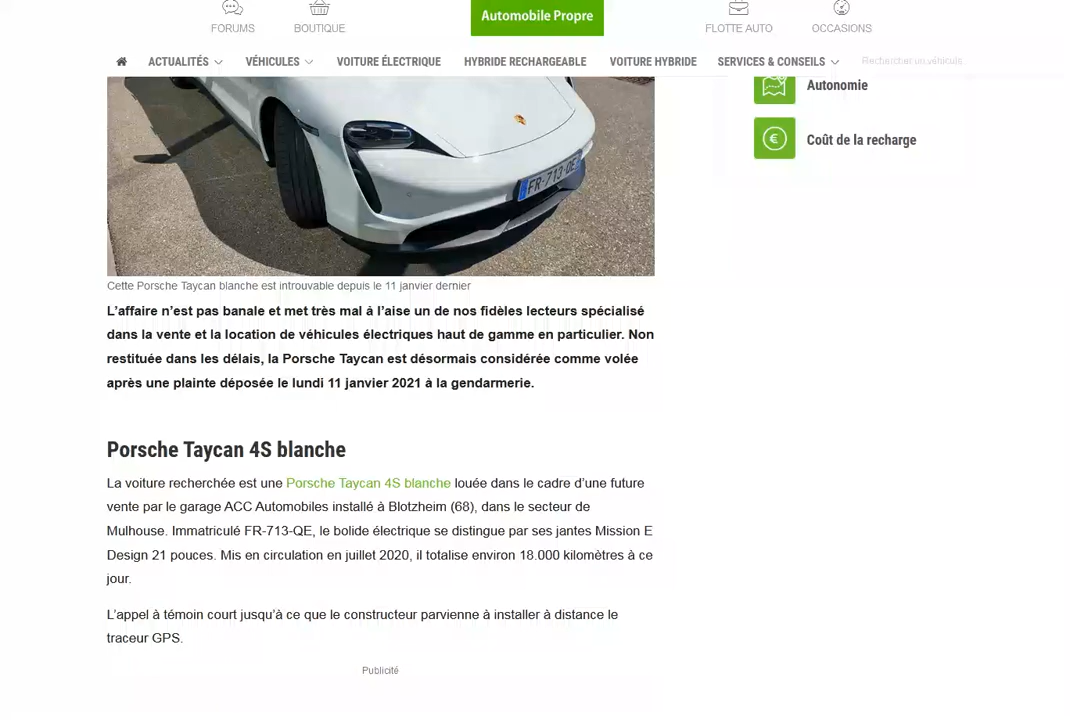 FORUMS
BOUTIQUE
Automobile Propre
FLOTTE AUTO
OCCASIONS
ACTUALITÉS
VÉHICULES
VOITURE ÉLECTRIQUE
HYBRIDE RECHARGEABLE
VOITURE HYBRIDE
SERVICES & CONSEILS
Rechercher un véhicule
Autonomie
€
Coût de la recharge
FR-713-QE
Cette Porsche Taycan blanche est introuvable depuis le 11 janvier dernier
L’affaire n’est pas banale et met très mal à l’aise un de nos fidèles lecteurs spécialisé
dans la vente et la location de véhicules électriques haut de gamme en particulier. Non
restituée dans les délais, la Porsche Taycan est désormais considérée comme volée
après une plainte déposée le lundi 11 janvier 2021 à la gendarmerie.
Porsche Taycan 4S blanche
La voiture recherchée est une Porsche Taycan 4S blanche louée dans le cadre d’une future
vente par le garage ACC Automobiles installé à Blotzheim (68), dans le secteur de
Mulhouse. Immatriculé FR-713-QE, le bolide électrique se distingue par ses jantes Mission E
Design 21 pouces. Mis en circulation en juillet 2020, il totalise environ 18.000 kilomètres à ce
jour.
L’appel à témoin court jusqu’à ce que le constructeur parvienne à installer à distance le
traceur GPS.
Publicité